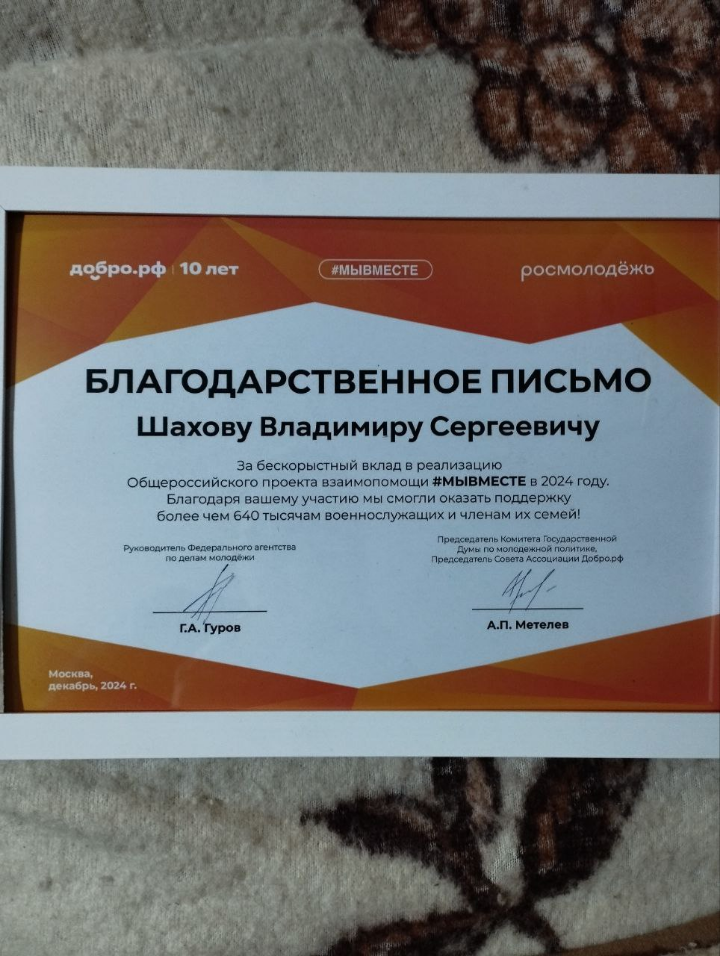 добро.рф | 10 лет
#МЫВМЕСТЕ
росмолодёжь
БЛАГОДАРСТВЕННОЕ ПИСЬМО
Шахову Владимиру Сергеевичу
За бескорыстный вклад в реализацию
Общероссийского проекта взаимопомощи #МЫВМЕСТЕ в 2024 году.
Благодаря вашему участию мы смогли оказать поддержку
более чем 640 тысячам военнослужащих и членам их семей!
Руководитель Федерального агентства
по делам молодёжи
Г.А. Гуров
Председатель Комитета Государственной
Думы по молодежной политике,
Председатель Совета Ассоциации Добро.рф
А.П. Метелев
Москва,
декабрь, 2024 г.